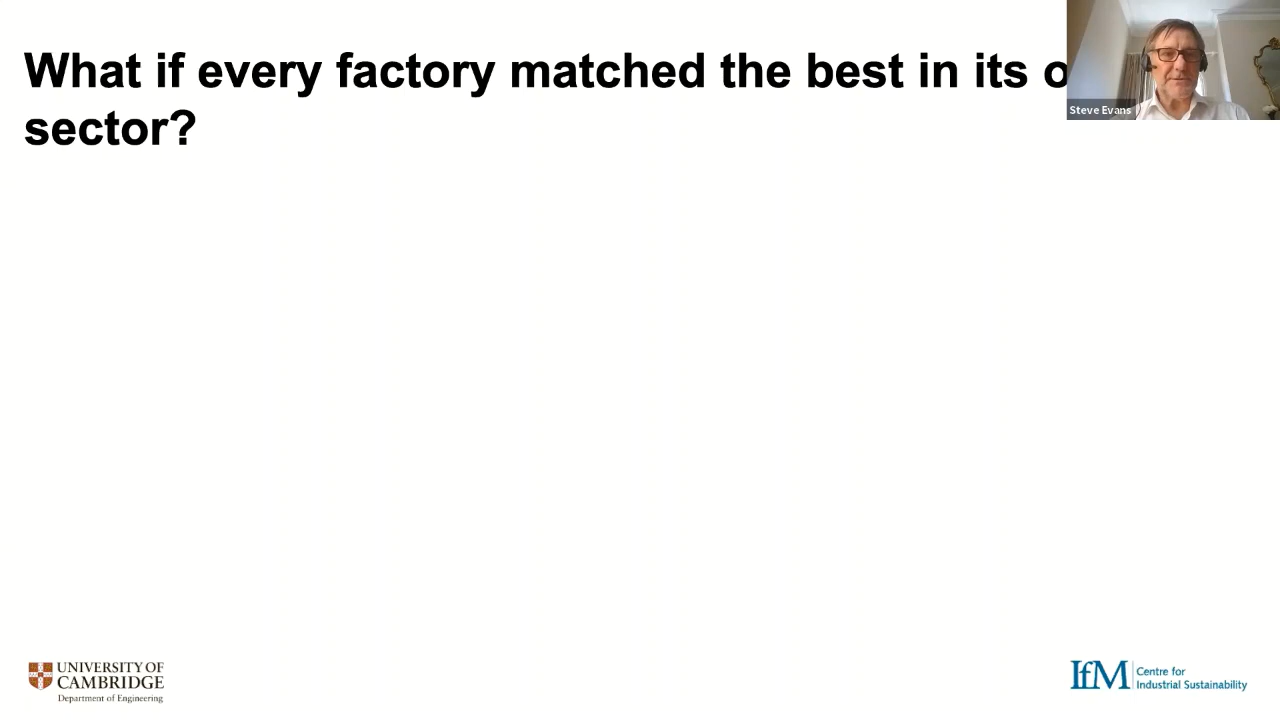 What if every factory matched the best in its
sector?
Steve Evans
UNIVERSITY OF
CAMBRIDGE
Department of Engineering
IfM
Centre for
Industrial Sustainability